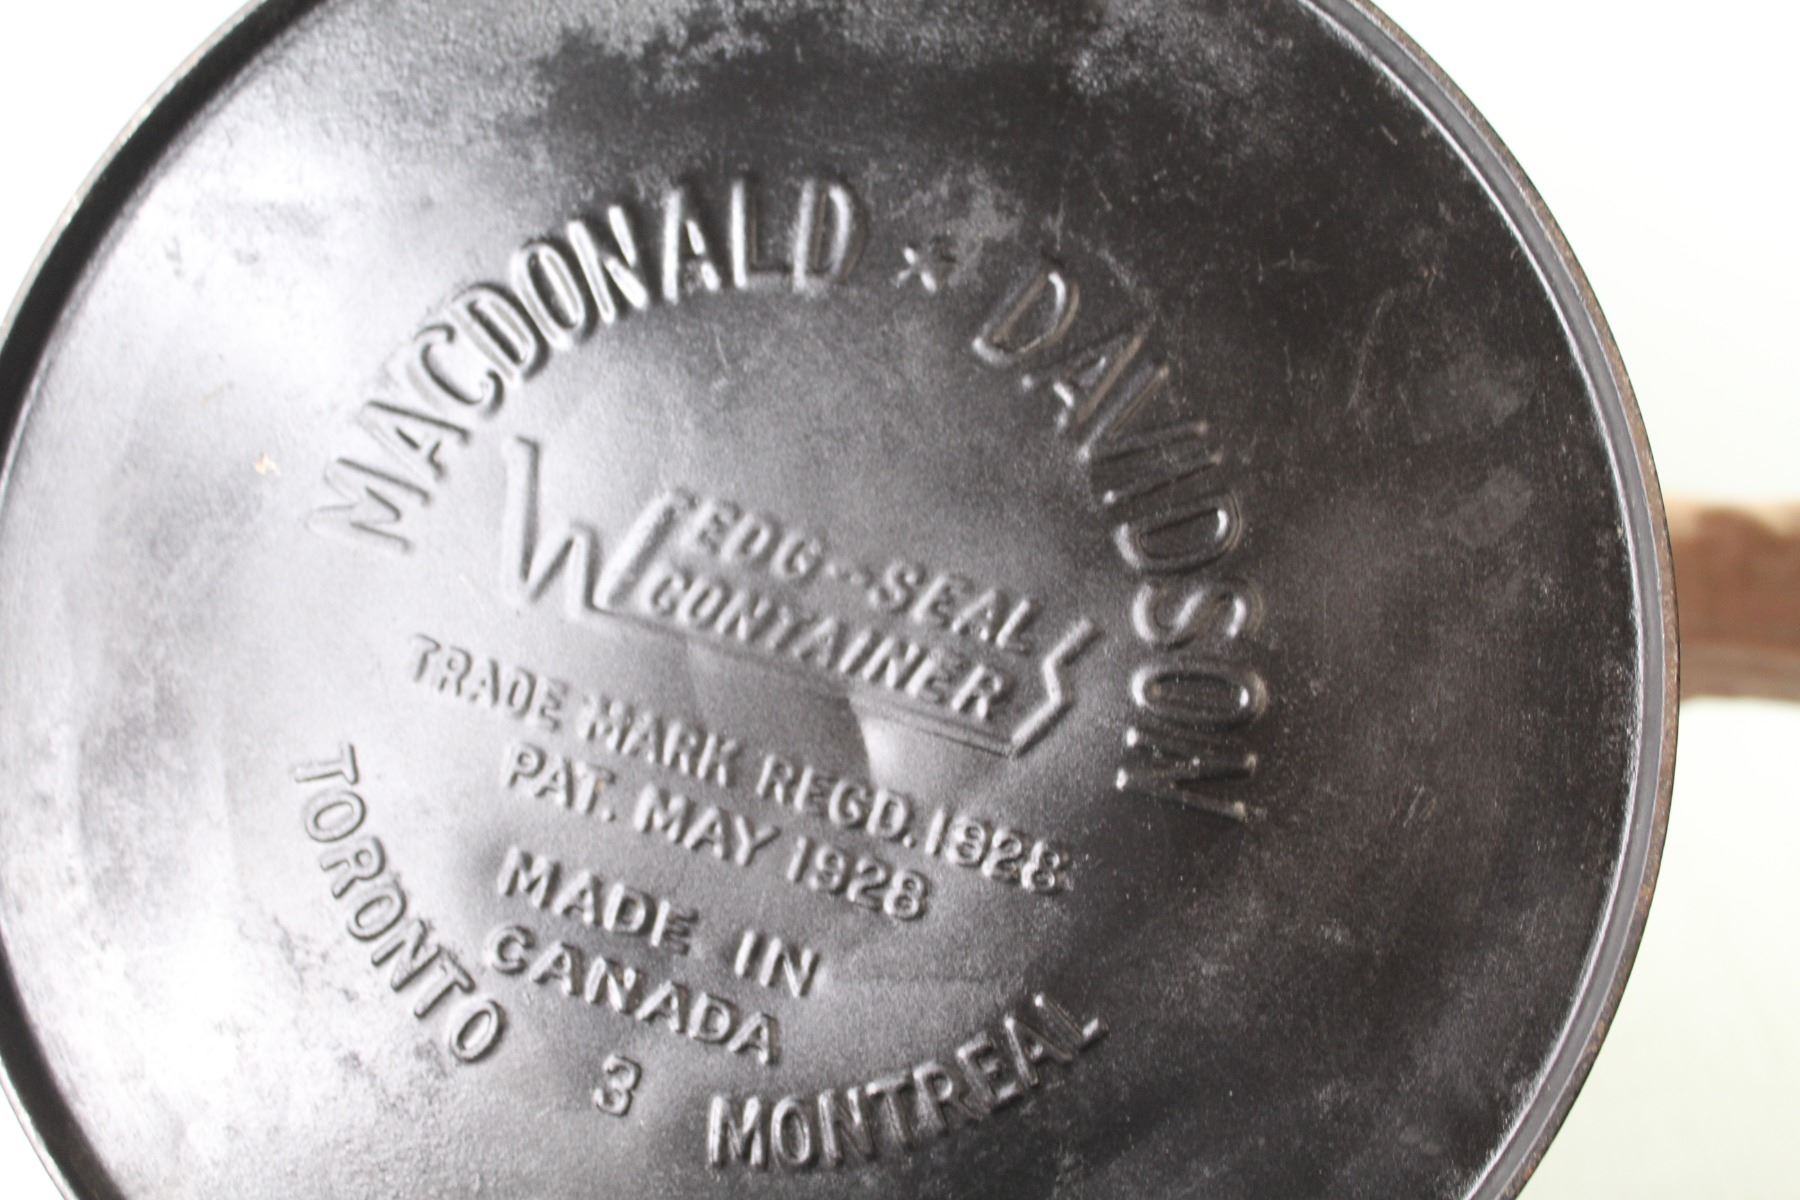 MACDONALD * DAVIDSON
WEDG--SEAL
CONTAINER
TRADE MARK REGD. 1928
PAT. MAY 1928
MADE IN
CANADA
TORONTO 3 MONTREAL